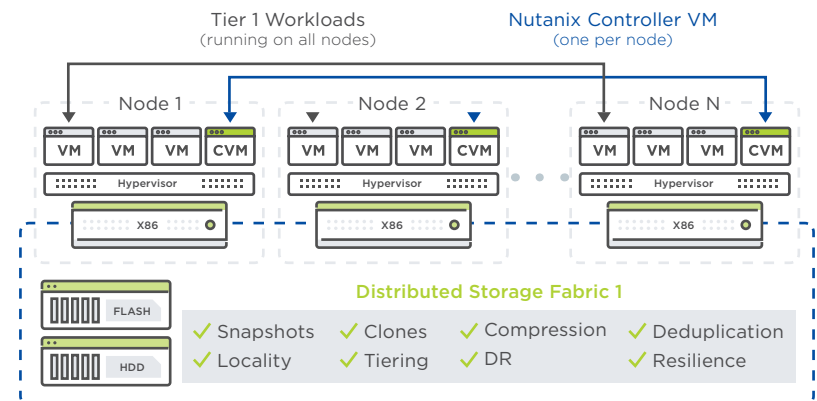 Tier 1 Workloads
(running on all nodes)
Nutanix Controller VM
(one per node)
Node 1
Node 2
Node N
VM VM VM CVM
VM VM VM CVM
VM VM VM CVM
Hypervisor
Hypervisor
Hypervisor
X86
X86
X86
FLASH
HDD
Distributed Storage Fabric 1
Snapshots Clones Compression Deduplication
Locality Tiering DR Resilience